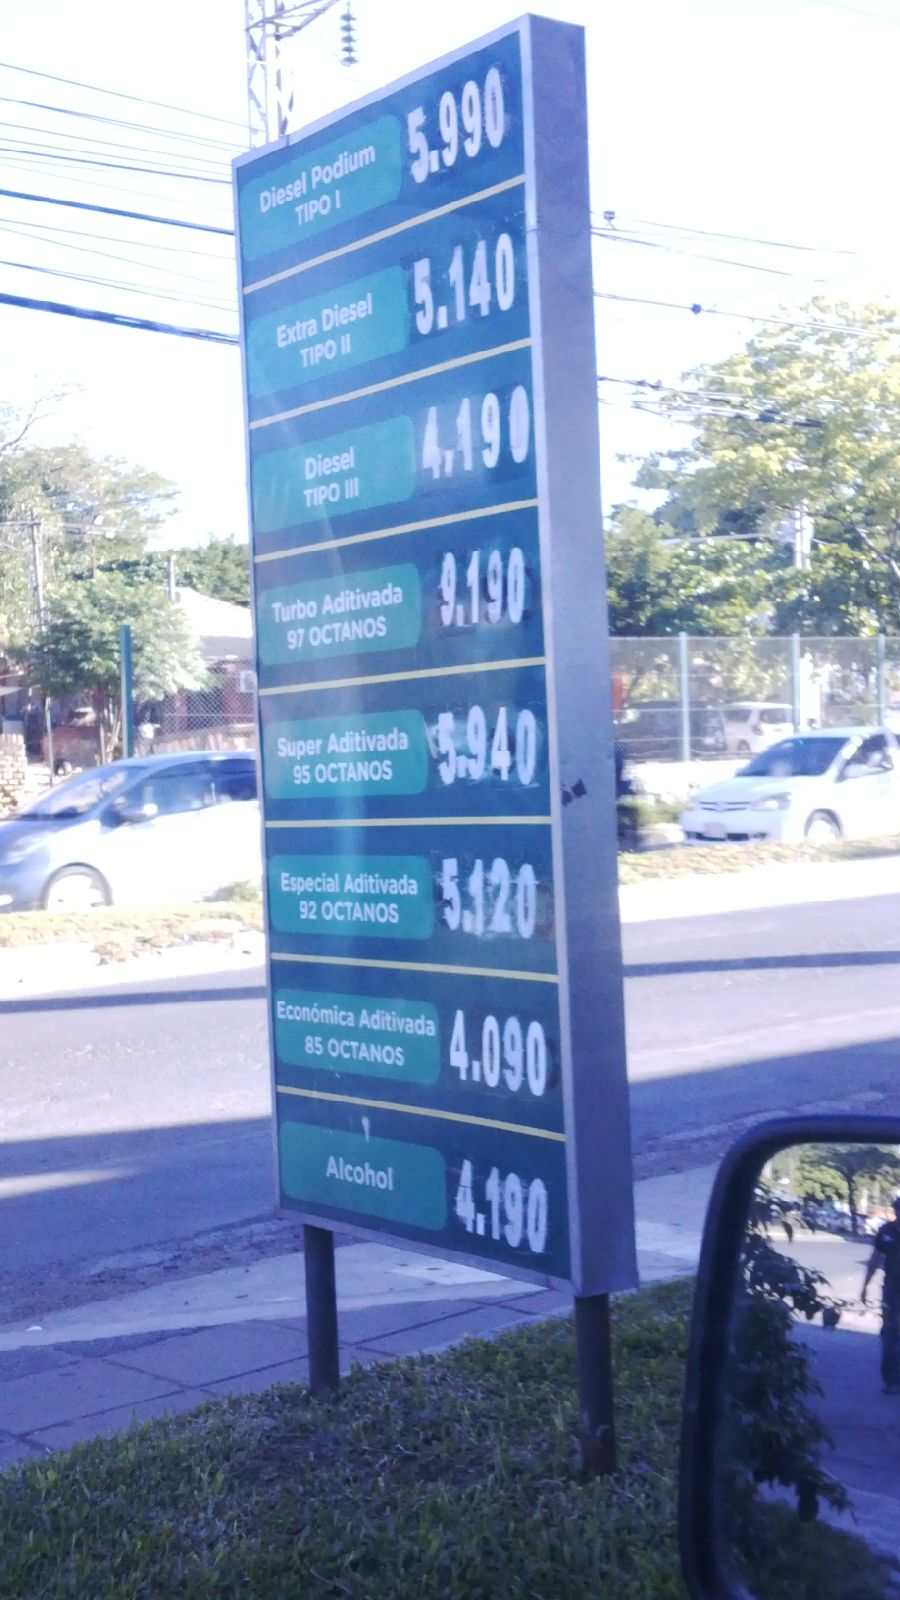 Diesel Podium
TIPO I
5.990
Extra Diesel
TIPO II
5.140
Diesel
TIPO III
4.190
Turbo Aditivada
97 OCTANOS
9.190
Super Aditivada
95 OCTANOS
5.940
Especial Aditivada
92 OCTANOS
5.120
Económica Aditivada
85 OCTANOS
4.090
Alcohol
4.190